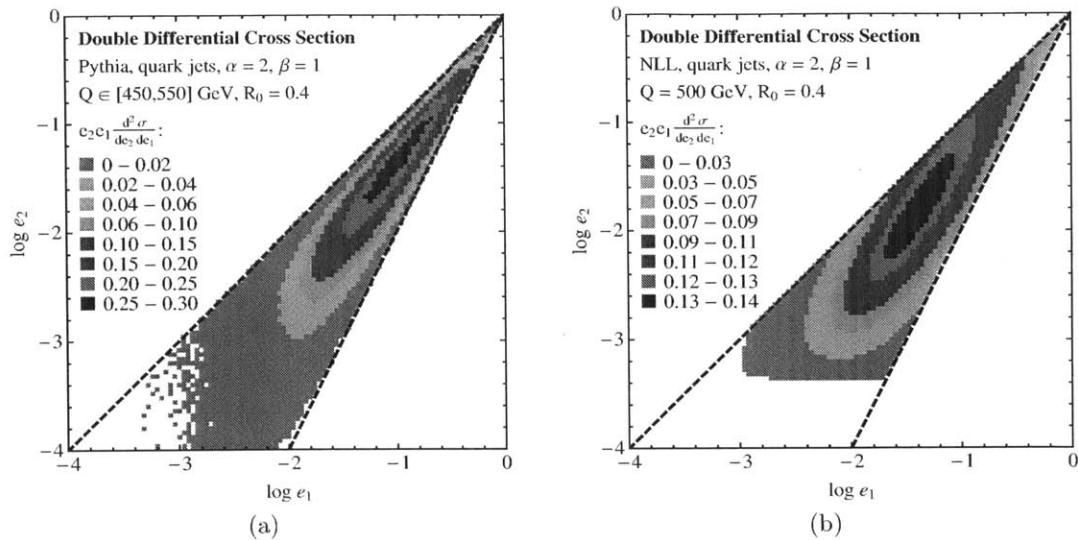 Double Differential Cross Section
Pythia, quark jets, α = 2, β = 1
Q ∈ [450,550] GeV, R₀ = 0.4
e₂e₁ d²σ/de₂ de₁ :
0 – 0.02
0.02 – 0.04
0.04 – 0.06
0.06 – 0.10
0.10 – 0.15
0.15 – 0.20
0.20 – 0.25
0.25 – 0.30
0
−1
−2
−3
−4
log e₂
−4 −3 −2 −1 0
log e₁
(a)
Double Differential Cross Section
NLL, quark jets, α = 2, β = 1
Q = 500 GeV, R₀ = 0.4
e₂e₁ d²σ/de₂ de₁ :
0 – 0.03
0.03 – 0.05
0.05 – 0.07
0.07 – 0.09
0.09 – 0.11
0.11 – 0.12
0.12 – 0.13
0.13 – 0.14
0
−1
−2
−3
−4
log e₂
−4 −3 −2 −1 0
log e₁
(b)